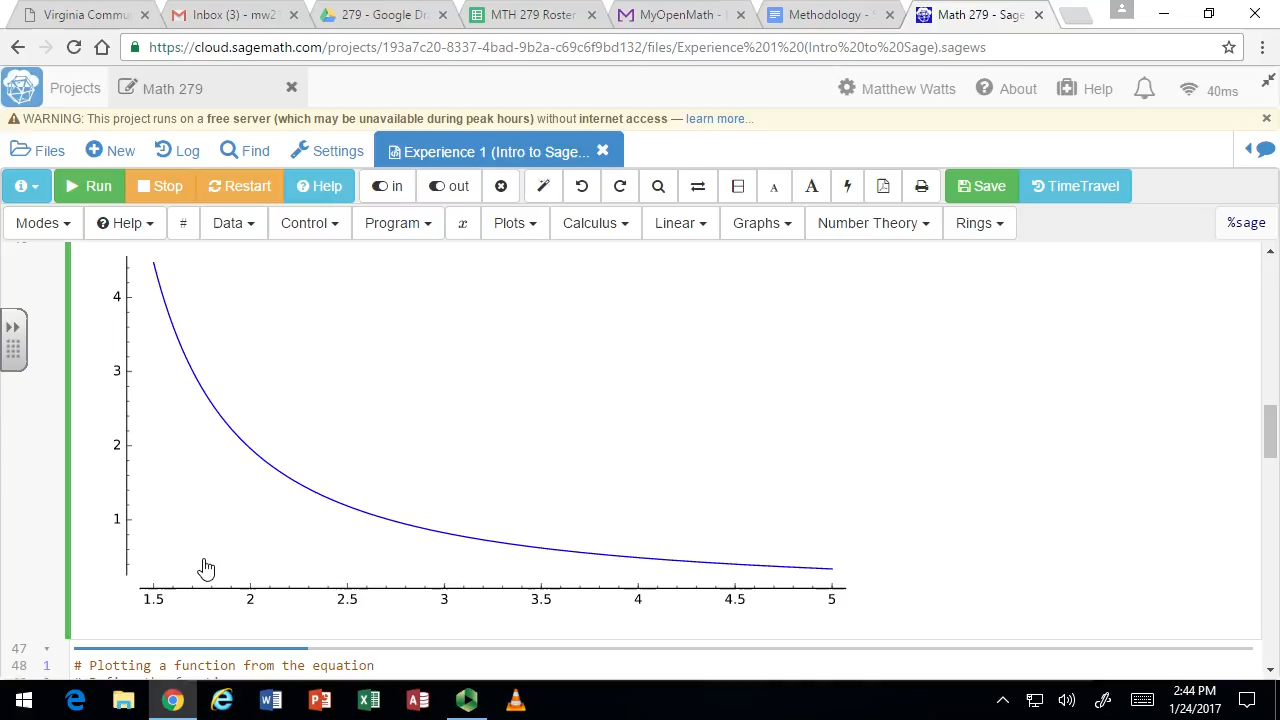 Virginia Commu
Inbox (3) - mw21
279 - Google Dr
MTH 279 Roster
MyOpenMath -
Methodology - S
Math 279 - Sage
https://cloud.sagemath.com/projects/193a7c20-8337-4bad-9b2a-c69c6f9bd132/files/Experience%201%20(Intro%20to%20Sage).sagews
Projects
Math 279
Matthew Watts
About
Help
40ms
WARNING: This project runs on a free server (which may be unavailable during peak hours) without internet access — learn more...
Files
New
Log
Find
Settings
Experience 1 (Intro to Sage...
Run
Stop
Restart
Help
in
out
A
A
Save
TimeTravel
Modes
Help
#
Data
Control
Program
x
Plots
Calculus
Linear
Graphs
Number Theory
Rings
%sage
4
3
2
1
1.5 2 2.5 3 3.5 4 4.5 5
47
48 1 # Plotting a function from the equation
2:44 PM
1/24/2017